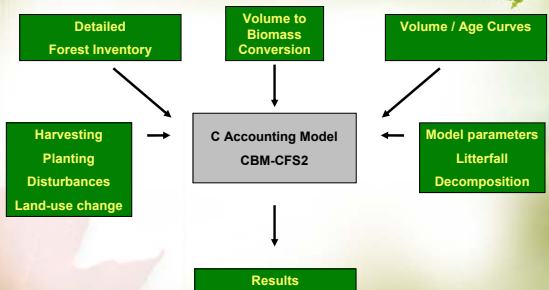 Detailed
Forest Inventory
Volume to
Biomass
Conversion
Volume / Age Curves
Harvesting
Planting
Disturbances
Land-use change
C Accounting Model
CBM-CFS2
Model parameters
Litterfall
Decomposition
Results